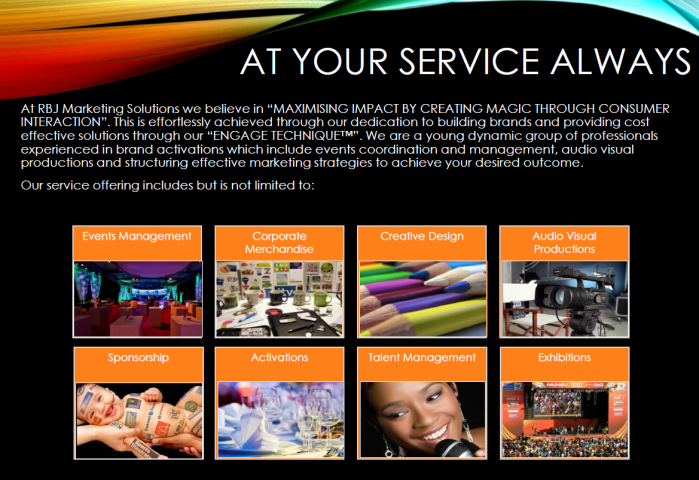 AT YOUR SERVICE ALWAYS
At RBJ Marketing Solutions we believe in “MAXIMISING IMPACT BY CREATING MAGIC THROUGH CONSUMER
INTERACTION”. This is effortlessly achieved through our dedication to building brands and providing cost
effective solutions through our “ENGAGE TECHNIQUE™”. We are a young dynamic group of professionals
experienced in brand activations which include events coordination and management, audio visual
productions and structuring effective marketing strategies to achieve your desired outcome.
Our service offering includes but is not limited to:
Events Management
Corporate
Merchandise
Creative Design
Audio Visual
Productions
Sponsorship
Activations
Talent Management
Exhibitions